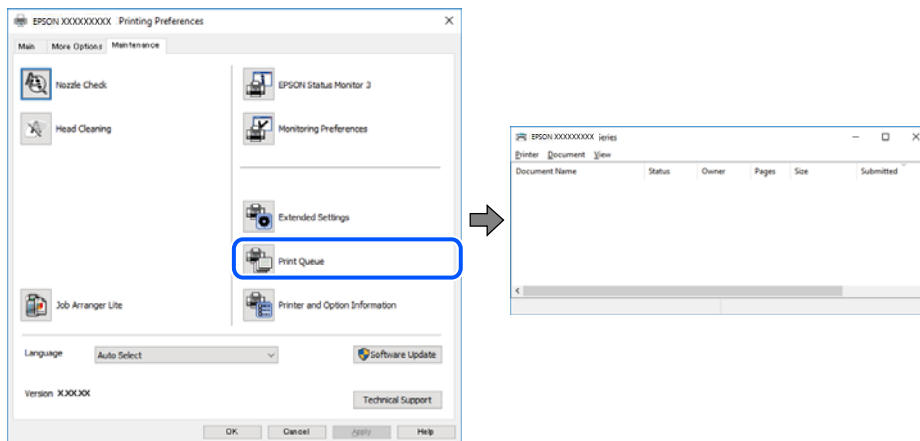 EPSON XXXXXXXXX Printing Preferences
Main More Options Maintenance
Nozzle Check
EPSON Status Monitor 3
Head Cleaning
Monitoring Preferences
Extended Settings
Print Queue
Job Arranger Lite
Printer and Option Information
Language Auto Select Software Update
Version X.XX.XX
Technical Support
OK Cancel Apply Help
EPSON XXXXXXXXX ieries
Printer Document View
Document Name Status Owner Pages Size Submitted